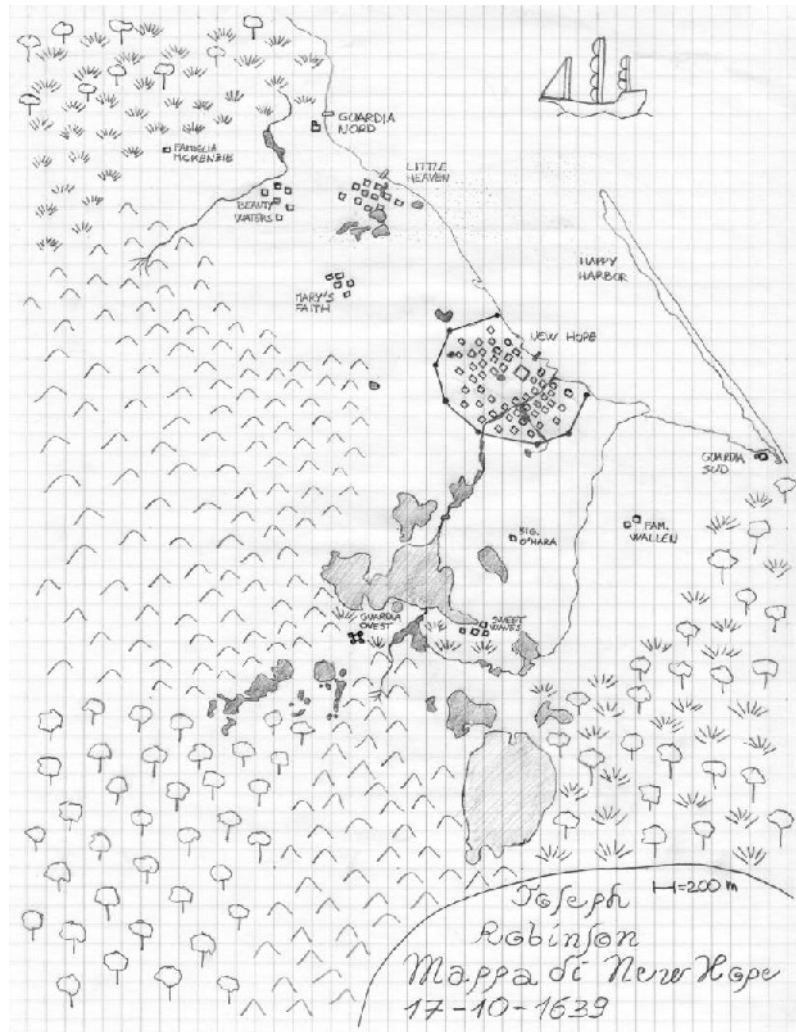 GUARDIA
NORD
FAMIGLIA
McKENZIE
LITTLE
HEAVEN
BEAUTY
WATERS
HAPPY
HARBOR
MARY'S
FAITH
NEW HOPE
GUARDIA
SUD
SIG.
O'HARA
FAM.
WALLEN
GUARDIA
OVEST
SWEET
WAVES
H=200 m
Joseph
Robinson
Mappa di New Hope
17-10-1639